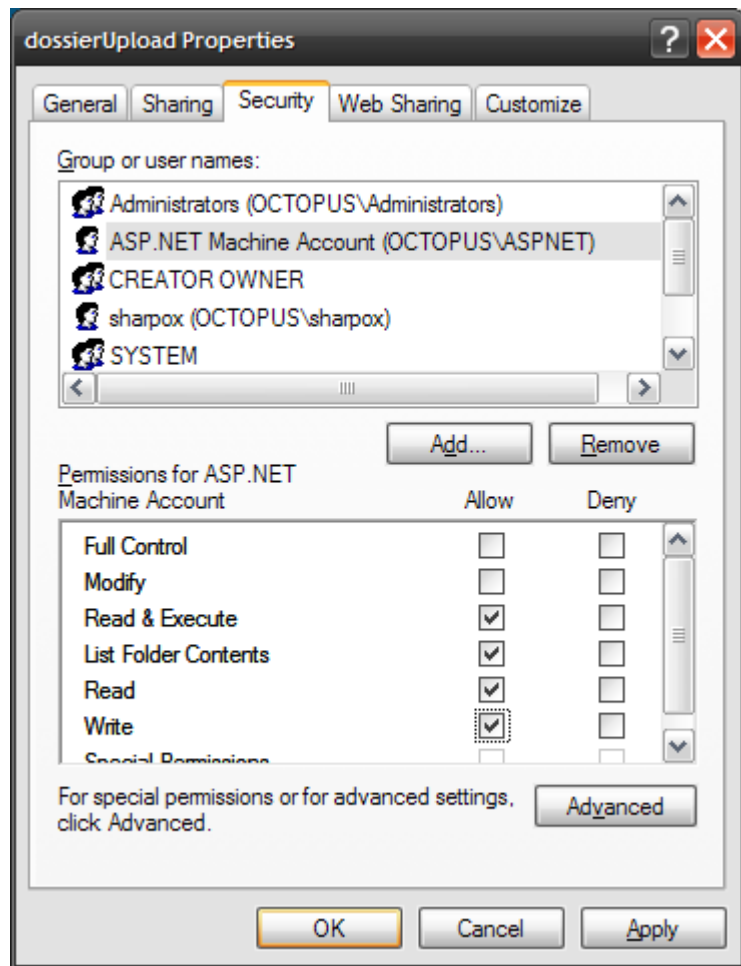 dossierUpload Properties
General Sharing Security Web Sharing Customize
Group or user names:
Administrators (OCTOPUS\Administrators)
ASP.NET Machine Account (OCTOPUS\ASPNET)
CREATOR OWNER
sharpox (OCTOPUS\sharpox)
SYSTEM
Add... Remove
Permissions for ASP.NET
Machine Account Allow Deny
Full Control
Modify
Read & Execute
List Folder Contents
Read
Write
Special Permissions
For special permissions or for advanced settings,
click Advanced.
Advanced
OK Cancel Apply